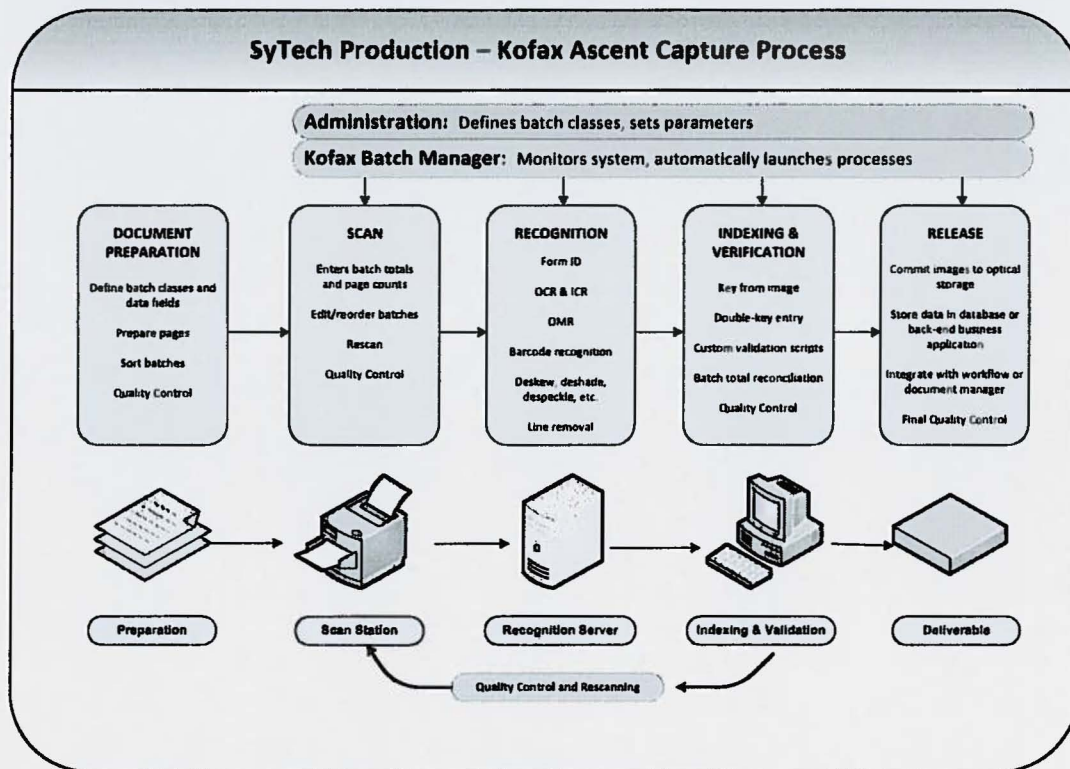 SyTech Production – Kofax Ascent Capture Process
Administration: Defines batch classes, sets parameters
Kofax Batch Manager: Monitors system, automatically launches processes
DOCUMENT
PREPARATION
Define batch classes and
data fields
Prepare pages
Sort batches
Quality Control
SCAN
Enters batch totals
and page counts
Edit/reorder batches
Rescan
Quality Control
RECOGNITION
Form ID
OCR & ICR
OMR
Barcode recognition
Deskew, deshade,
despeckle, etc.
Line removal
INDEXING &
VERIFICATION
Key from image
Double-key entry
Custom validation scripts
Batch total reconciliation
Quality Control
RELEASE
Commit images to optical
storage
Store data in database or
back-end business
application
Integrate with workflow or
document manager
Final Quality Control
Preparation
Scan Station
Recognition Server
Indexing & Validation
Deliverable
Quality Control and Rescanning